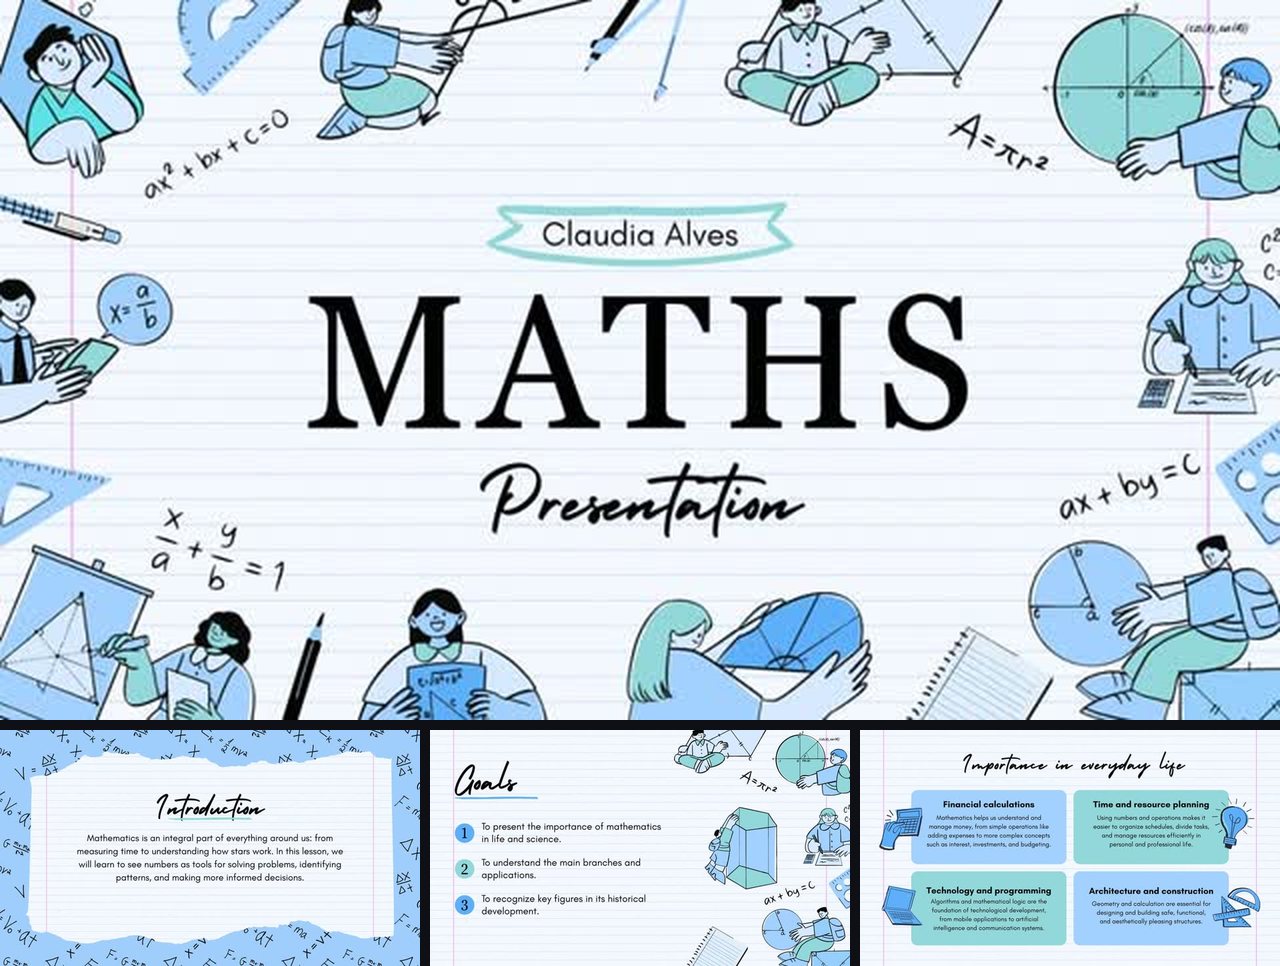 ax² + bx + c = 0
A = πr²
Claudia Alves
x = a/b
MATHS
Presentation
ax + by = c
x/a + y/b = 1
Introduction
Mathematics is an integral part of everything around us: from
measuring time to understanding how stars work. In this lesson, we
will learn to see numbers as tools for solving problems, identifying
patterns, and making more informed decisions.
Goals
1 To present the importance of mathematics
in life and science.
2 To understand the main branches and
applications.
3 To recognize key figures in its historical
development.
A = πr²
ax + by = c
Importance in everyday life
Financial calculations
Mathematics helps us understand and
manage money, from simple operations like
adding expenses to more complex concepts
such as interest, investments, and budgeting.
Time and resource planning
Using numbers and operations makes it
easier to organize schedules, divide tasks,
and manage resources efficiently in
personal and professional life.
Technology and programming
Algorithms and mathematical logic are the
foundation of technological development,
from mobile applications to artificial
intelligence and communication systems.
Architecture and construction
Geometry and calculation are essential for
designing and building safe, functional,
and aesthetically pleasing structures.